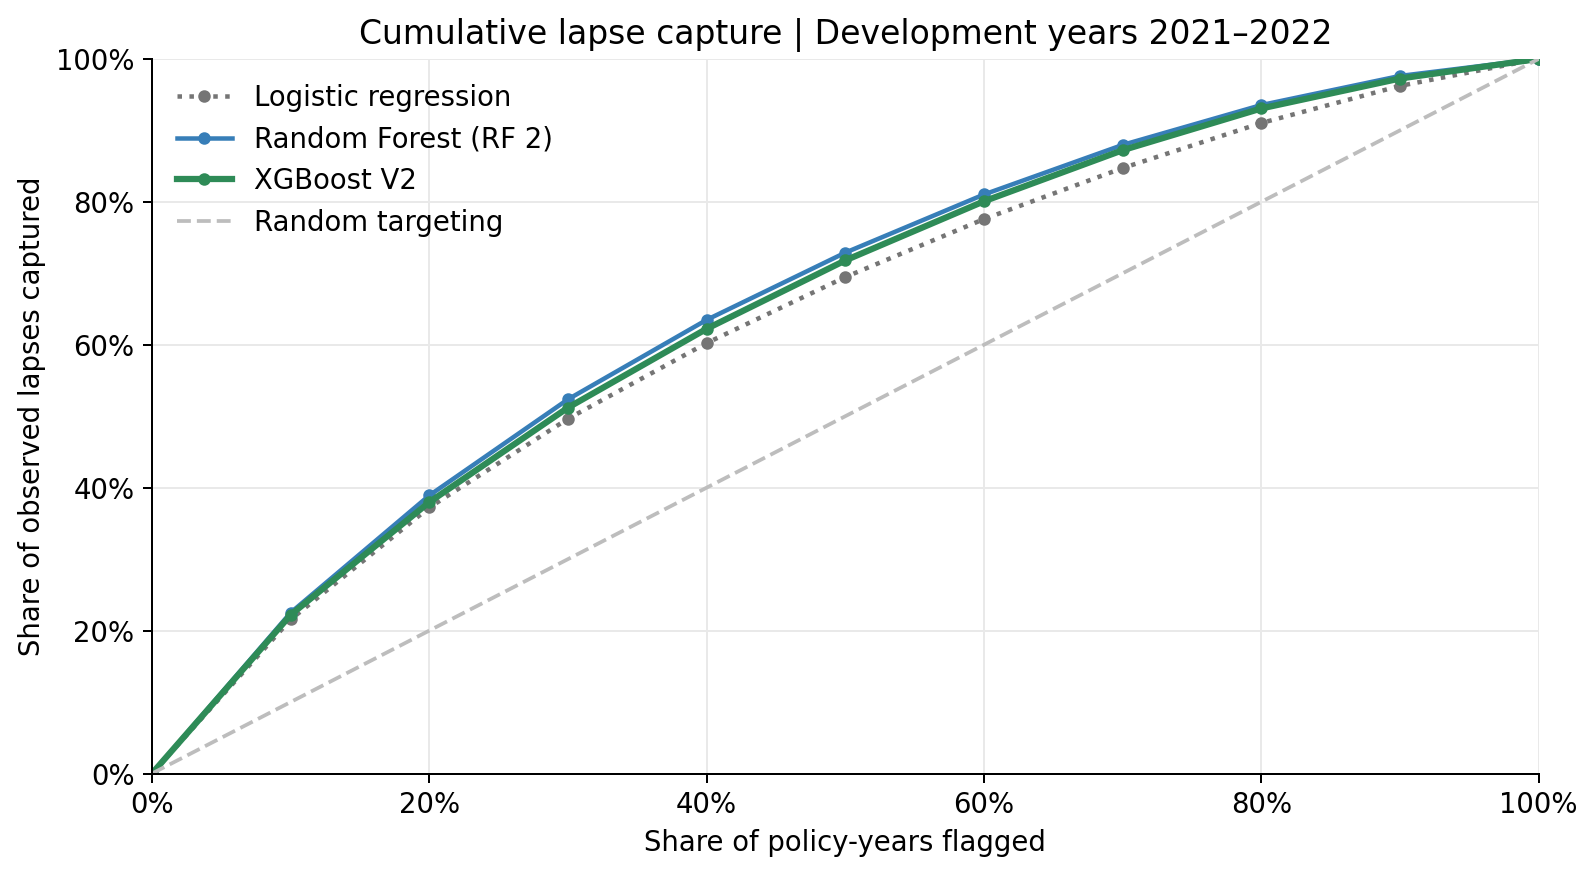 Cumulative lapse capture | Development years 2021–2022
Share of observed lapses captured
100%
80%
60%
40%
20%
0%
Logistic regression
Random Forest (RF 2)
XGBoost V2
Random targeting
0% 20% 40% 60% 80% 100%
Share of policy-years flagged